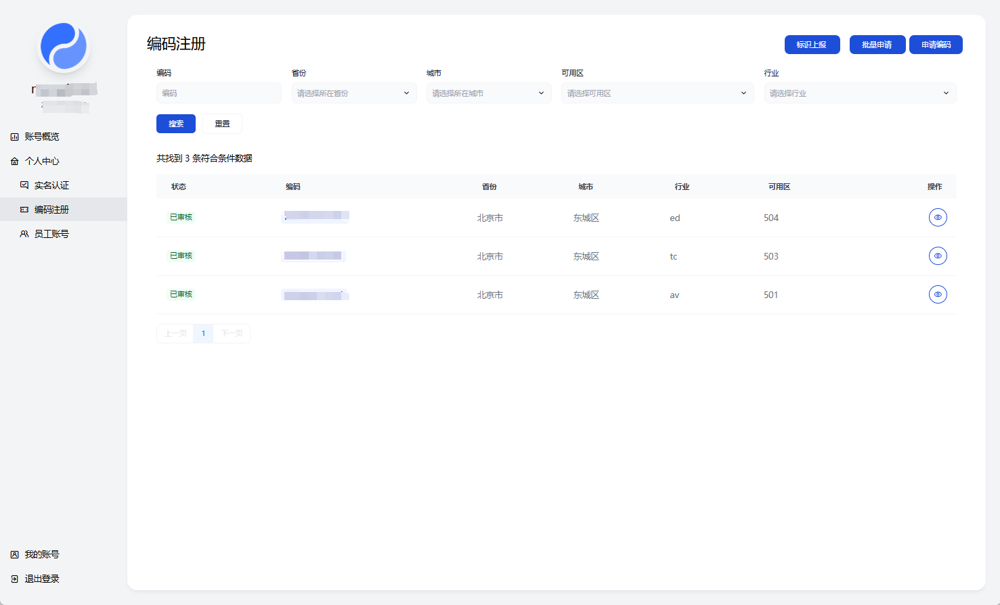 编码注册
标识上报 批量申请 申请编码
编码 省份 城市 可用区 行业
编码 请选择所在省份 请选择所在城市 请选择可用区 请选择行业
搜索 重置
共找到 3 条符合条件数据
状态 编码 省份 城市 行业 可用区 操作
已审核 北京市 东城区 ed 504
已审核 北京市 东城区 tc 503
已审核 北京市 东城区 av 501
上一页 1 下一页
账号概览
个人中心
实名认证
编码注册
员工账号
我的账号
退出登录